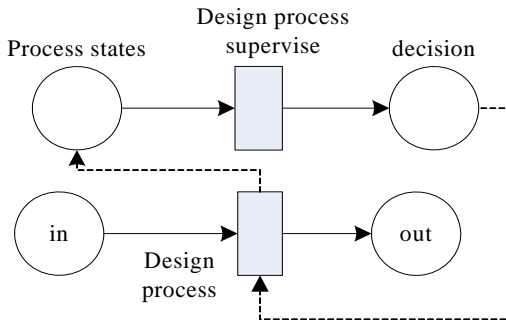 Design process
supervise
Process states
decision
in
out
Design
process